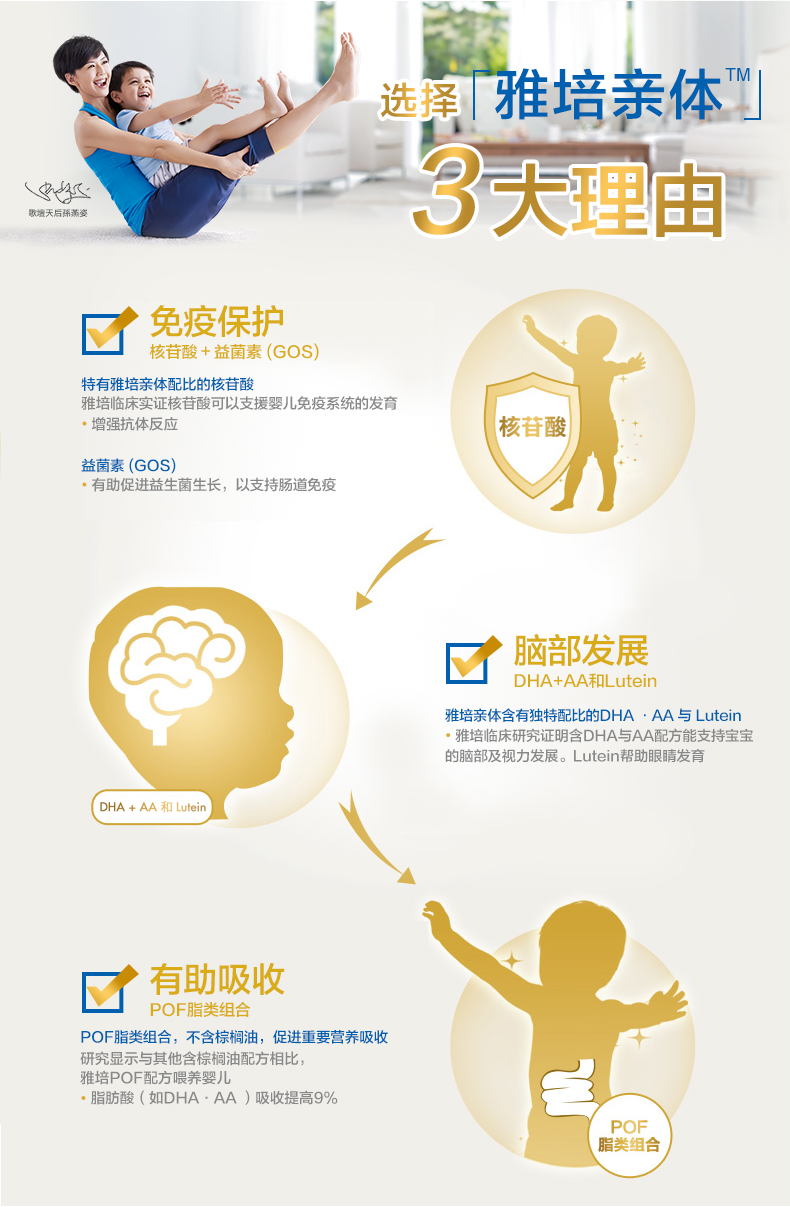 选择「雅培亲体™」
3大理由
歌壇天后孫燕姿
免疫保护
核苷酸+益菌素 (GOS)
特有雅培亲体配比的核苷酸
雅培临床实证核苷酸可以支援婴儿免疫系统的发育
• 增强抗体反应
益菌素 (GOS)
• 有助促进益生菌生长，以支持肠道免疫
核苷酸
脑部发展
DHA+AA和Lutein
雅培亲体含有独特配比的DHA · AA 与 Lutein
• 雅培临床研究证明含DHA与AA配方能支持宝宝
的脑部及视力发展。Lutein帮助眼睛发育
DHA + AA 和 Lutein
有助吸收
POF脂类组合
POF脂类组合，不含棕榈油，促进重要营养吸收
研究显示与其他含棕榈油配方相比，
雅培POF配方喂养婴儿
• 脂肪酸（如DHA · AA ）吸收提高9%
POF
脂类组合